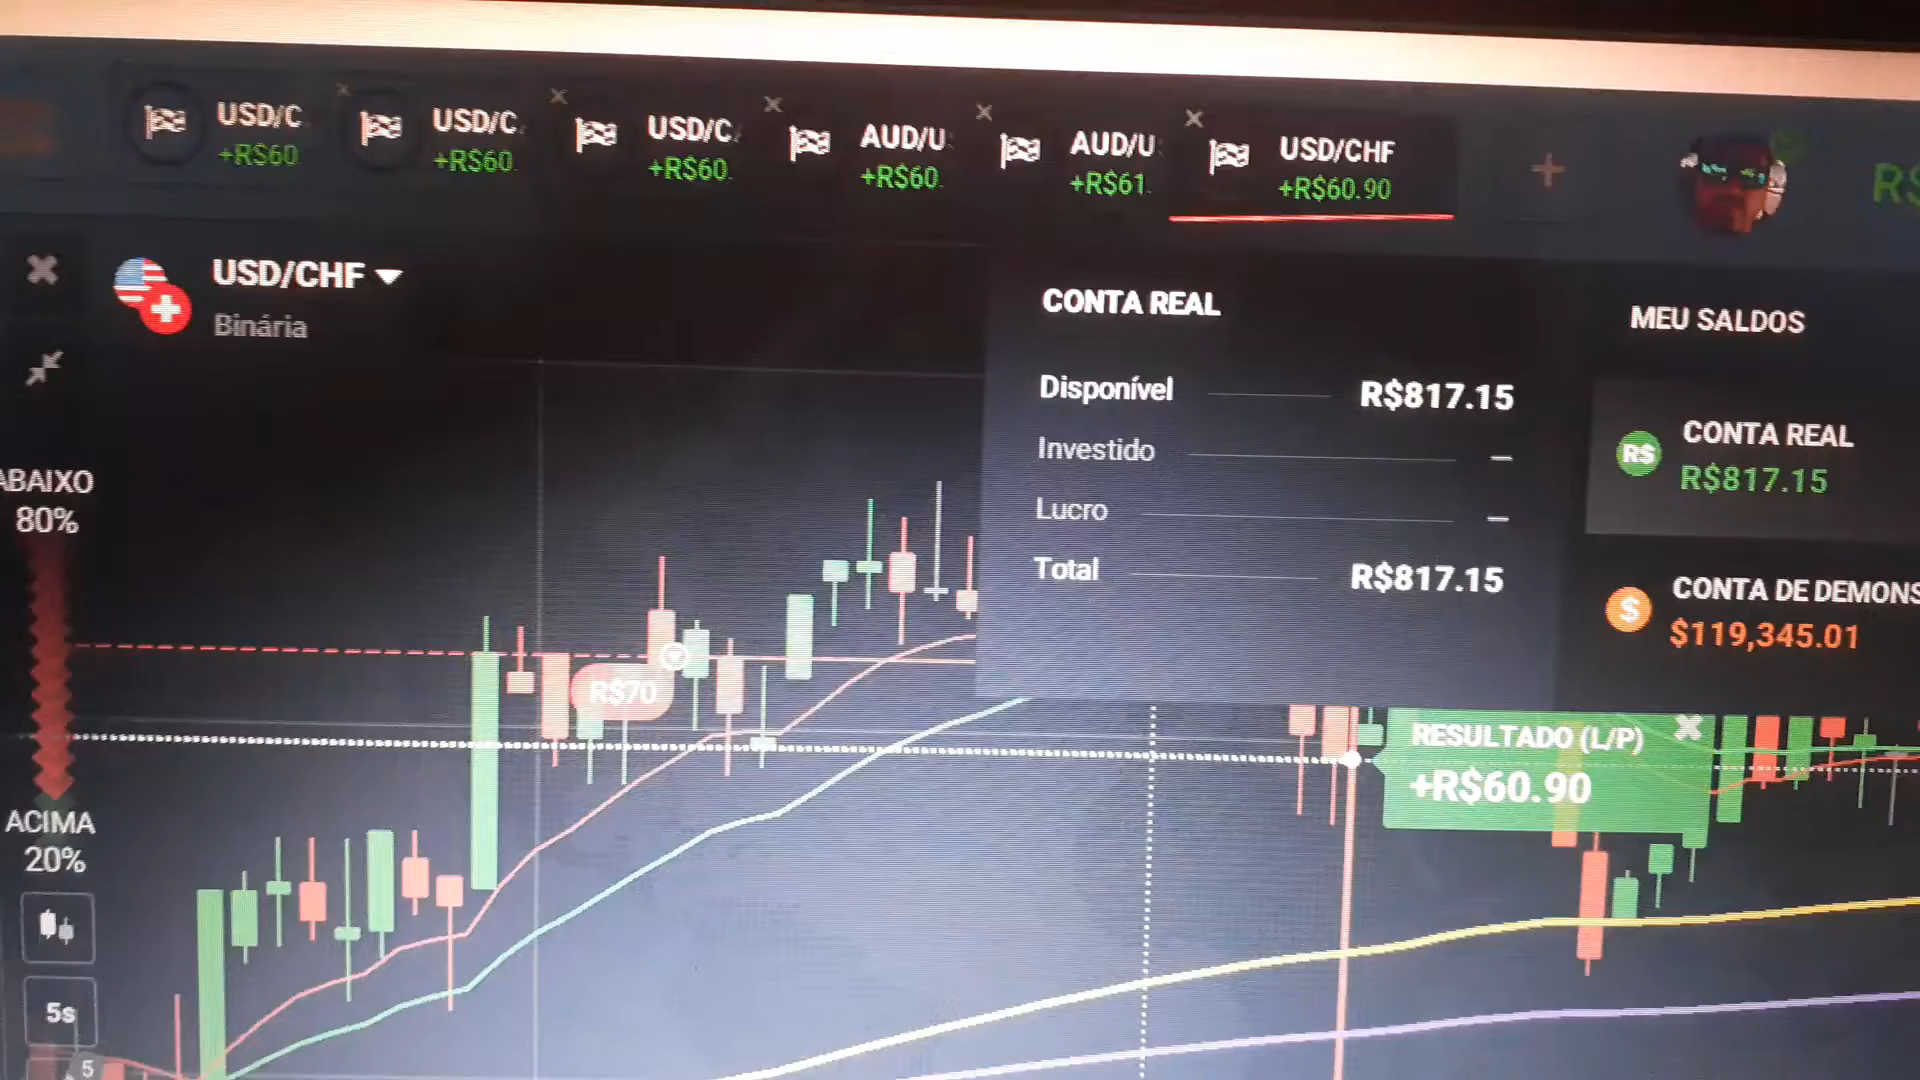 USD/C
+R$60
USD/C
+R$60.
USD/C
+R$60.
AUD/U
+R$60.
AUD/U
+R$61.
USD/CHF
+R$60.90
R$
USD/CHF
Binária
CONTA REAL
Disponível R$817.15
Investido –
Lucro –
Total R$817.15
MEU SALDOS
R$
CONTA REAL
R$817.15
$
CONTA DE DEMONS
$119,345.01
ABAIXO
80%
R$70
RESULTADO (L/P)
+R$60.90
ACIMA
20%
5s
5